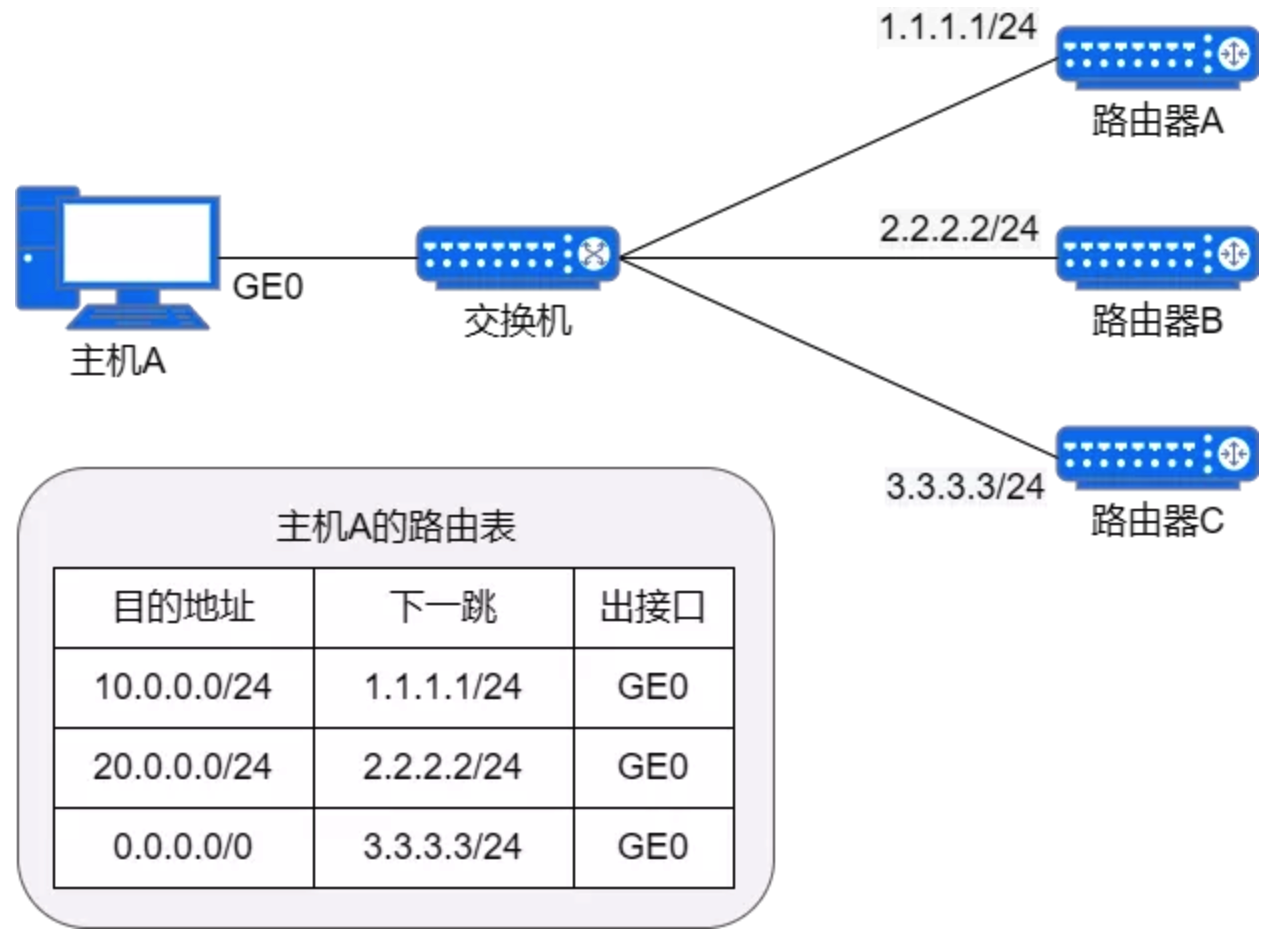 1.1.1.1/24
路由器A
2.2.2.2/24
路由器B
GE0
交换机
主机A
3.3.3.3/24
路由器C
主机A的路由表
目的地址 下一跳 出接口
10.0.0.0/24 1.1.1.1/24 GE0
20.0.0.0/24 2.2.2.2/24 GE0
0.0.0.0/0 3.3.3.3/24 GE0